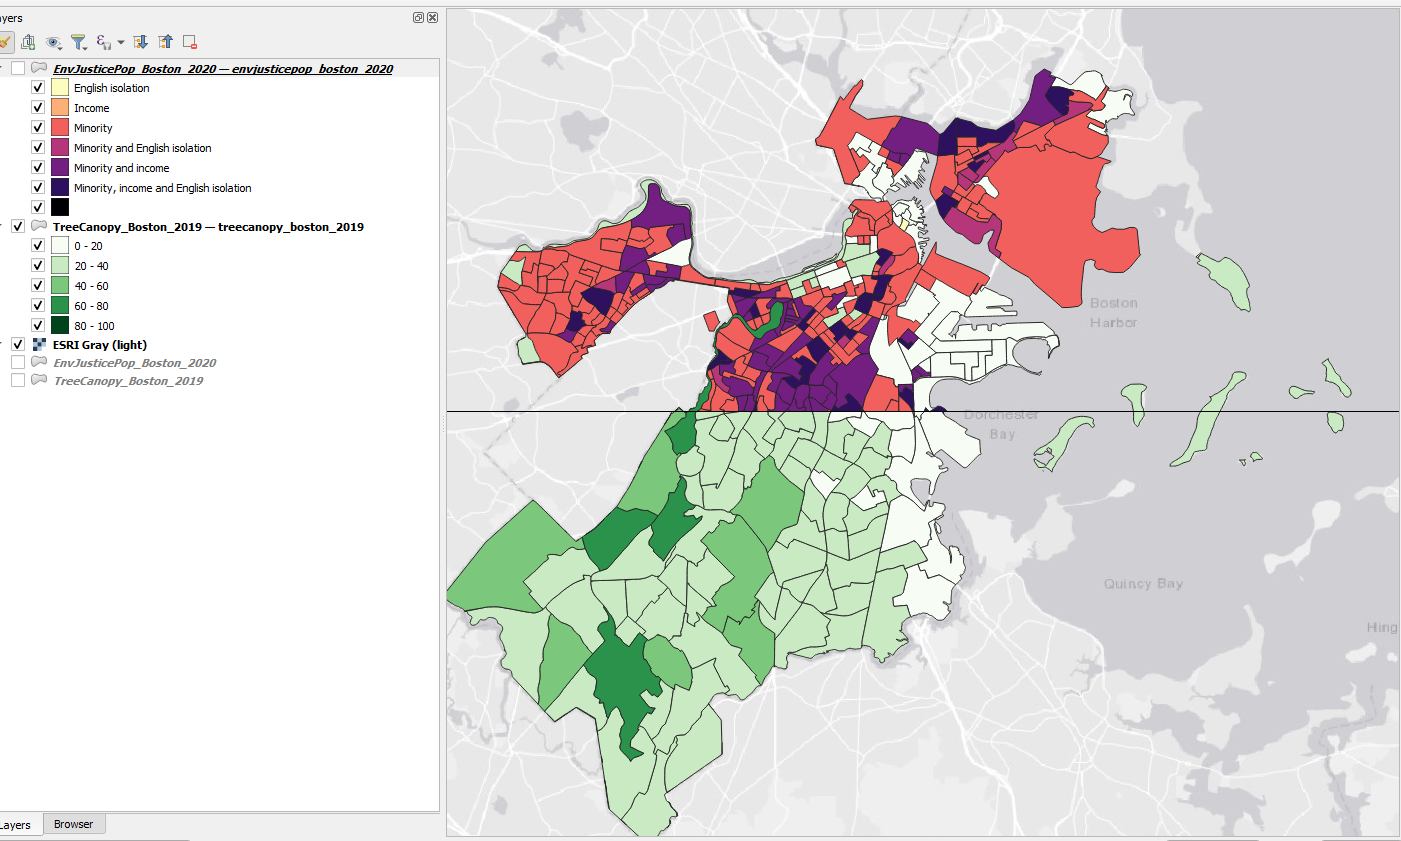 ayers
EnvJusticePop_Boston_2020 — envjusticepop_boston_2020
English isolation
Income
Minority
Minority and English isolation
Minority and income
Minority, income and English isolation
TreeCanopy_Boston_2019 — treecanopy_boston_2019
0 - 20
20 - 40
40 - 60
60 - 80
80 - 100
ESRI Gray (light)
EnvJusticePop_Boston_2020
TreeCanopy_Boston_2019
Layers
Browser
Boston
Harbor
Dorchester
Bay
Quincy Bay
Hing